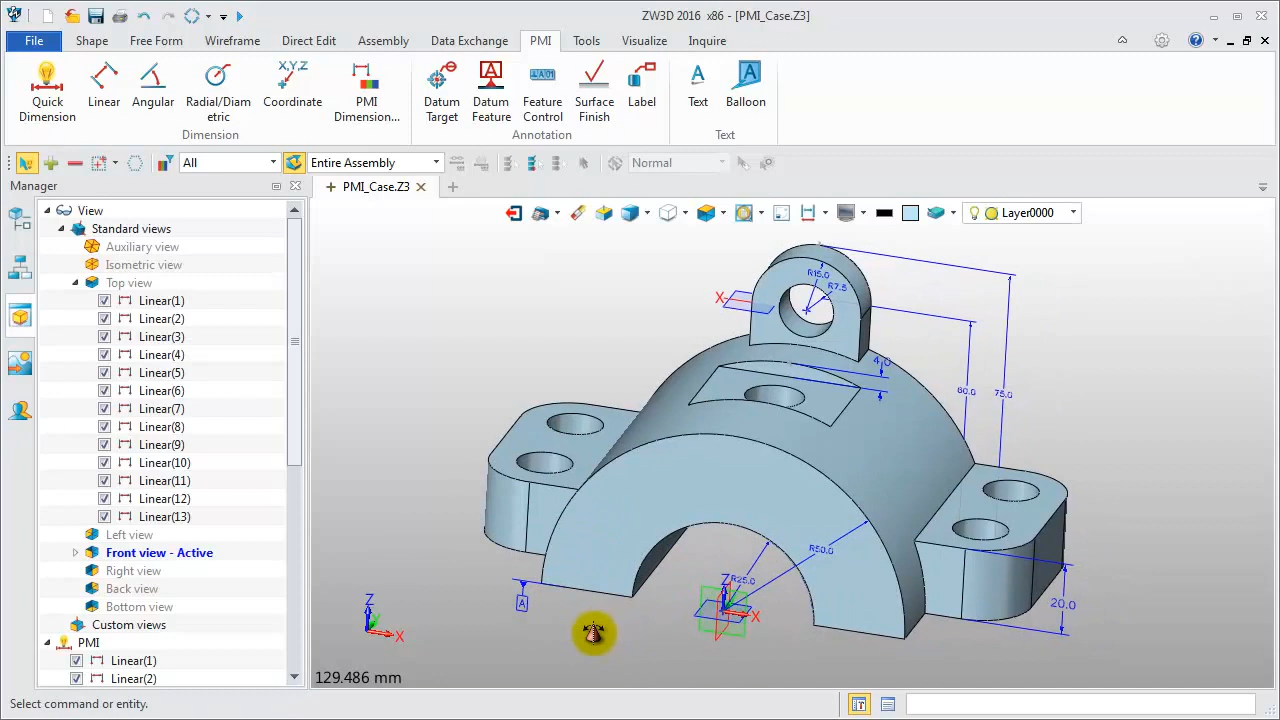 ZW3D 2016 x86 - [PMI_Case.Z3]
File Shape Free Form Wireframe Direct Edit Assembly Data Exchange PMI Tools Visualize Inquire
X,Y,Z
Quick Dimension
Linear
Angular
Radial/Diam etric
Coordinate
PMI Dimension...
Datum Target
Datum Feature
Feature Control
Surface Finish
Label
Text
Balloon
Dimension Annotation Text
All Entire Assembly Normal
Manager
PMI_Case.Z3
View
Standard views
Auxiliary view
Isometric view
Top view
Linear(1)
Linear(2)
Linear(3)
Linear(4)
Linear(5)
Linear(6)
Linear(7)
Linear(8)
Linear(9)
Linear(10)
Linear(11)
Linear(12)
Linear(13)
Left view
Front view - Active
Right view
Back view
Bottom view
Custom views
PMI
Linear(1)
Linear(2)
Layer0000
R15.0
R7.5
X
4.0
60.0
75.0
R50.0
R25.0
Z
X
A
20.0
Z
Y
X
129.486 mm
Select command or entity.